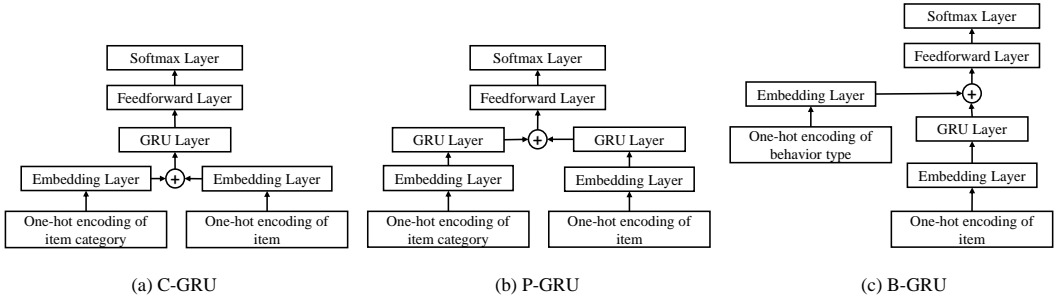 Softmax Layer
Feedforward Layer
GRU Layer
Embedding Layer
Embedding Layer
One-hot encoding of
item category
One-hot encoding of
item
(a) C-GRU
Softmax Layer
Feedforward Layer
GRU Layer
GRU Layer
Embedding Layer
Embedding Layer
One-hot encoding of
item category
One-hot encoding of
item
(b) P-GRU
Softmax Layer
Feedforward Layer
Embedding Layer
One-hot encoding of
behavior type
GRU Layer
Embedding Layer
One-hot encoding of
item
(c) B-GRU